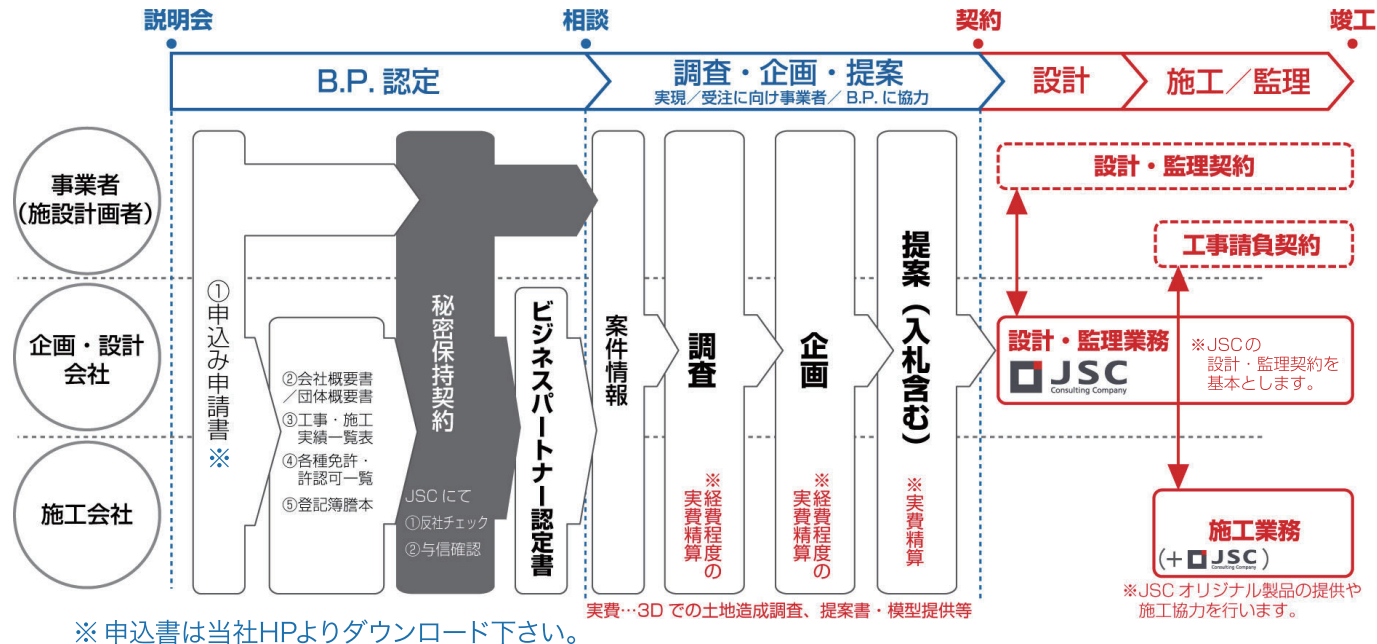 説明会
相談
契約
竣工
B.P. 認定
調査・企画・提案
実現／受注に向け事業者／B.P. に協力
設計
施工／監理
事業者
（施設計画者）
企画・設計
会社
施工会社
①申込み申請書※
②会社概要書
／団体概要書
③工事・施工
実績一覧表
④各種免許・
許認可一覧
⑤登記簿謄本
秘密保持契約
JSC にて
①反社チェック
②与信確認
ビジネスパートナー認定書
案件情報
調査
※経費程度の
実費精算
企画
※経費程度の
実費精算
提案（入札含む）
※実費精算
設計・監理契約
工事請負契約
設計・監理業務
JSC
Consulting Company
※JSCの
設計・監理契約を
基本とします。
施工業務
(+ JSC )
Consulting Company
※JSC オリジナル製品の提供や
施工協力を行います。
実費…3D での土地造成調査、提案書・模型提供等
※ 申込書は当社HPよりダウンロード下さい。